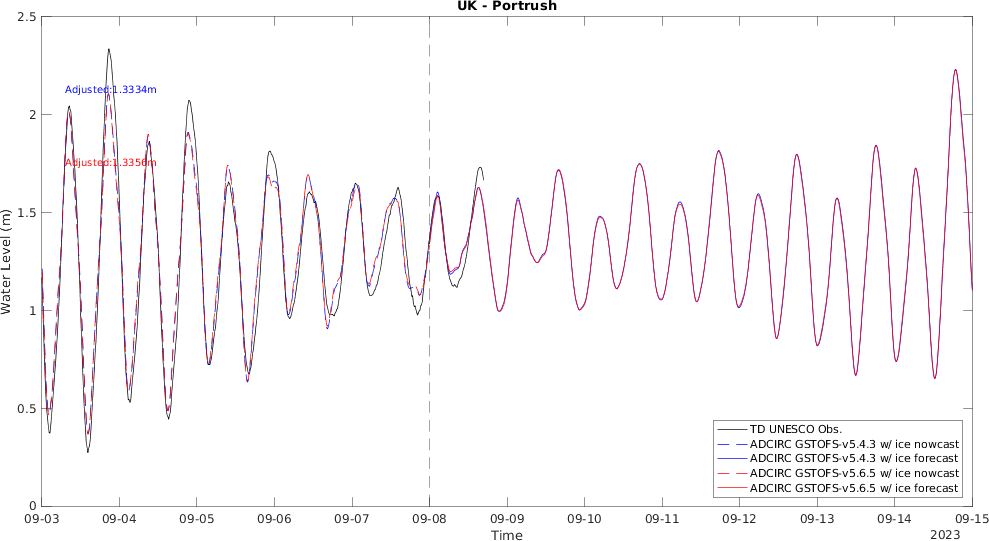 UK - Portrush
2.5
2
1.5
1
0.5
0
Water Level (m)
Adjusted:1.3334m
Adjusted:1.3356m
TD UNESCO Obs.
ADCIRC GSTOFS-v5.4.3 w/ ice nowcast
ADCIRC GSTOFS-v5.4.3 w/ ice forecast
ADCIRC GSTOFS-v5.6.5 w/ ice nowcast
ADCIRC GSTOFS-v5.6.5 w/ ice forecast
09-03 09-04 09-05 09-06 09-07 09-08 09-09 09-10 09-11 09-12 09-13 09-14 09-15
Time
2023